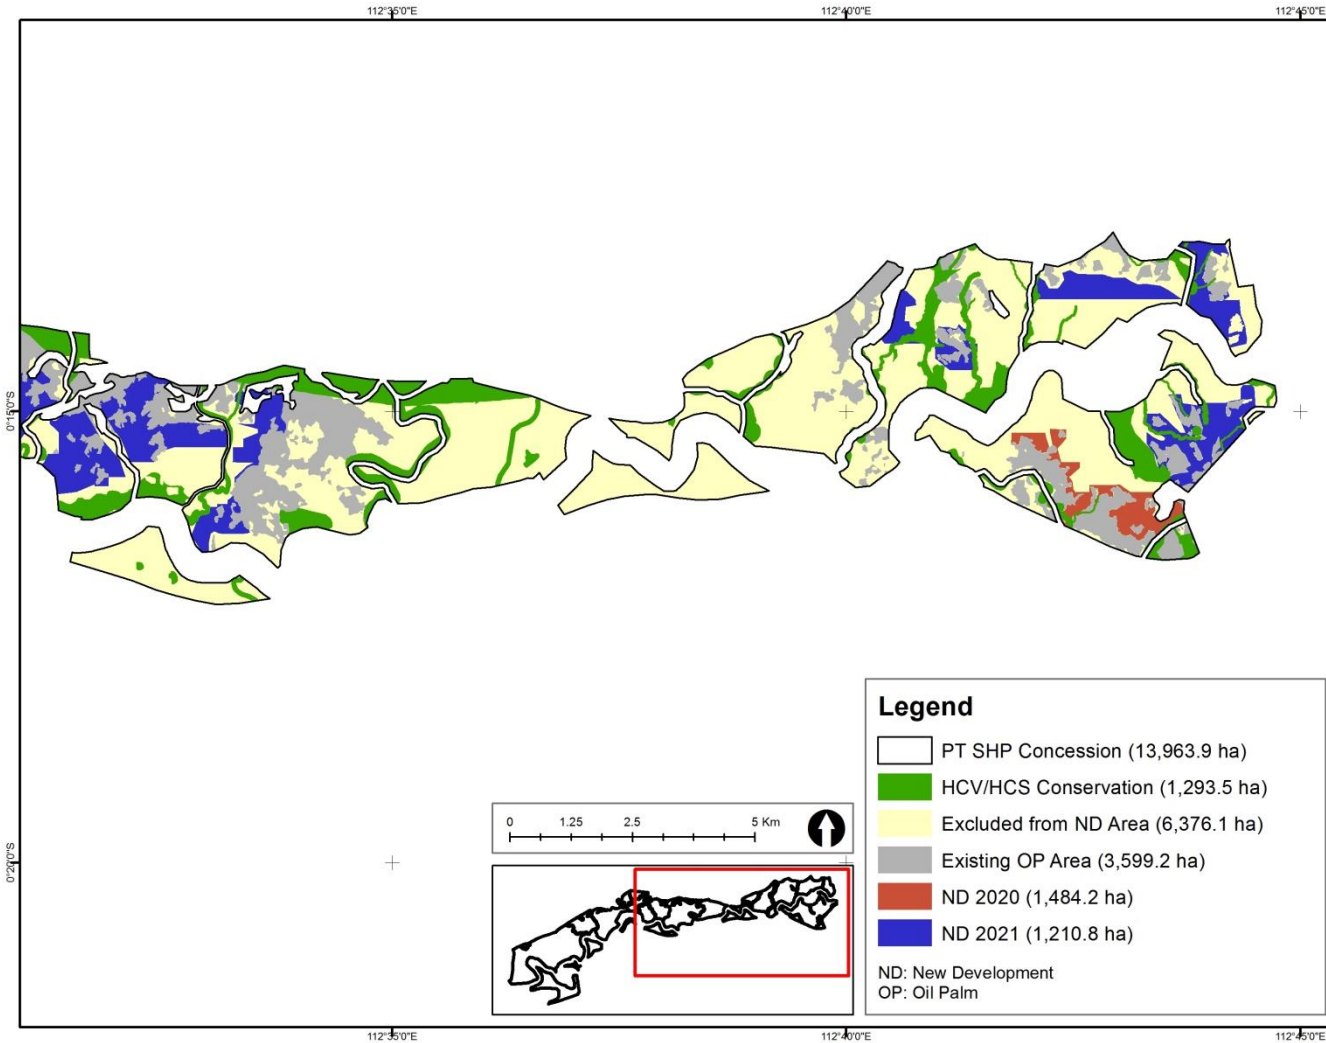 112°35'0"E
112°40'0"E
112°45'0"E
0°15'0"S
0°20'0"S
Legend
PT SHP Concession (13,963.9 ha)
HCV/HCS Conservation (1,293.5 ha)
Excluded from ND Area (6,376.1 ha)
Existing OP Area (3,599.2 ha)
ND 2020 (1,484.2 ha)
ND 2021 (1,210.8 ha)
ND: New Development
OP: Oil Palm
0 1.25 2.5 5 Km
112°35'0"E
112°40'0"E
112°45'0"E